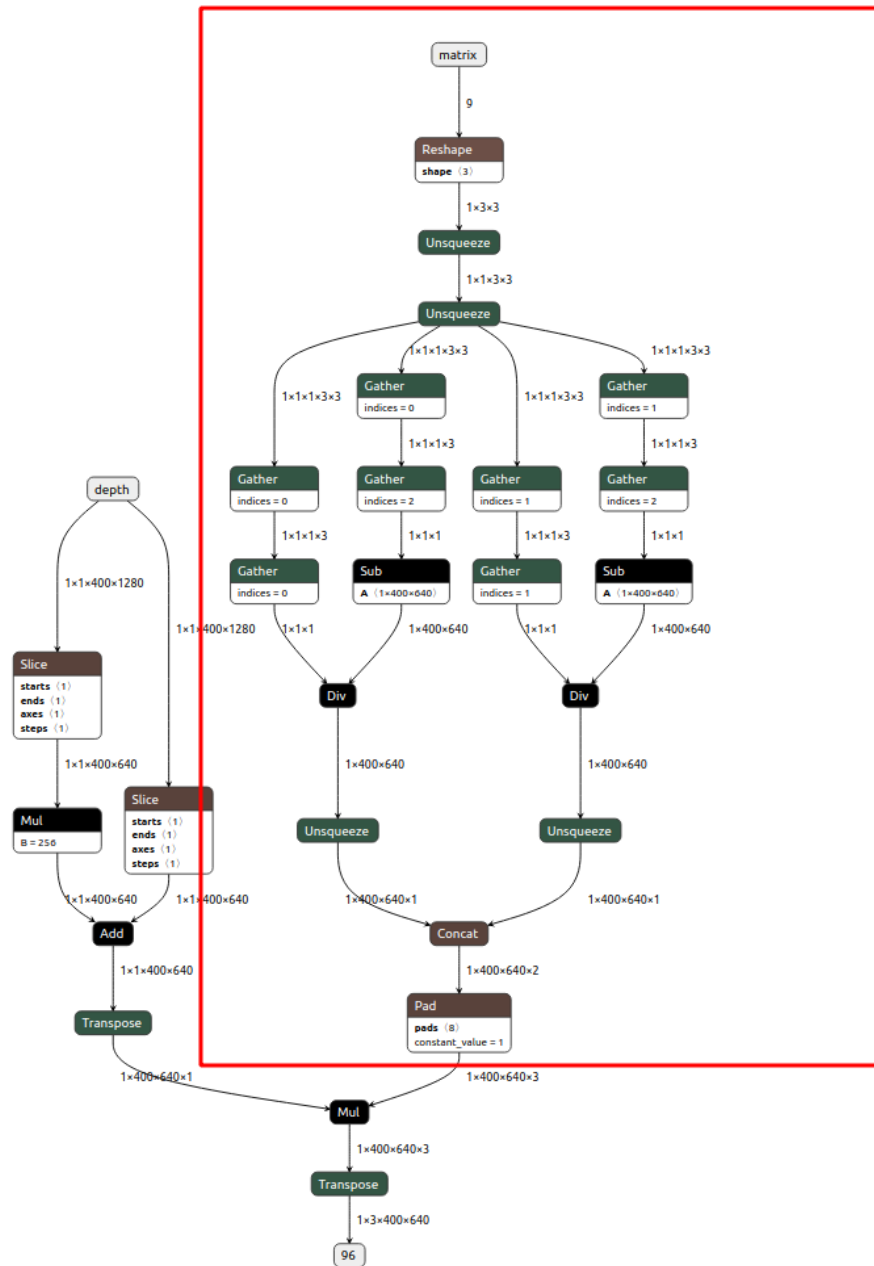 matrix
9
Reshape
shape 〈3〉
1×3×3
Unsqueeze
1×1×3×3
Unsqueeze
1×1×1×3×3
1×1×1×3×3
1×1×1×3×3
1×1×1×3×3
Gather
indices = 0
Gather
indices = 1
1×1×1×3
1×1×1×3
depth
Gather
indices = 0
Gather
indices = 2
Gather
indices = 1
Gather
indices = 2
1×1×1×3
1×1×1
1×1×1×3
1×1×1
1×1×400×1280
Gather
indices = 0
Sub
A 〈1×400×640〉
Gather
indices = 1
Sub
A 〈1×400×640〉
1×1×400×1280
1×1×1
1×400×640
1×1×1
1×400×640
Slice
starts 〈1〉
ends 〈1〉
axes 〈1〉
steps 〈1〉
Div
Div
1×1×400×640
1×400×640
1×400×640
Slice
starts 〈1〉
ends 〈1〉
axes 〈1〉
steps 〈1〉
Mul
B = 256
Unsqueeze
Unsqueeze
1×1×400×640
1×1×400×640
1×400×640×1
1×400×640×1
Add
Concat
1×1×400×640
1×400×640×2
Transpose
Pad
pads 〈8〉
constant_value = 1
1×400×640×1
1×400×640×3
Mul
1×400×640×3
Transpose
1×3×400×640
96